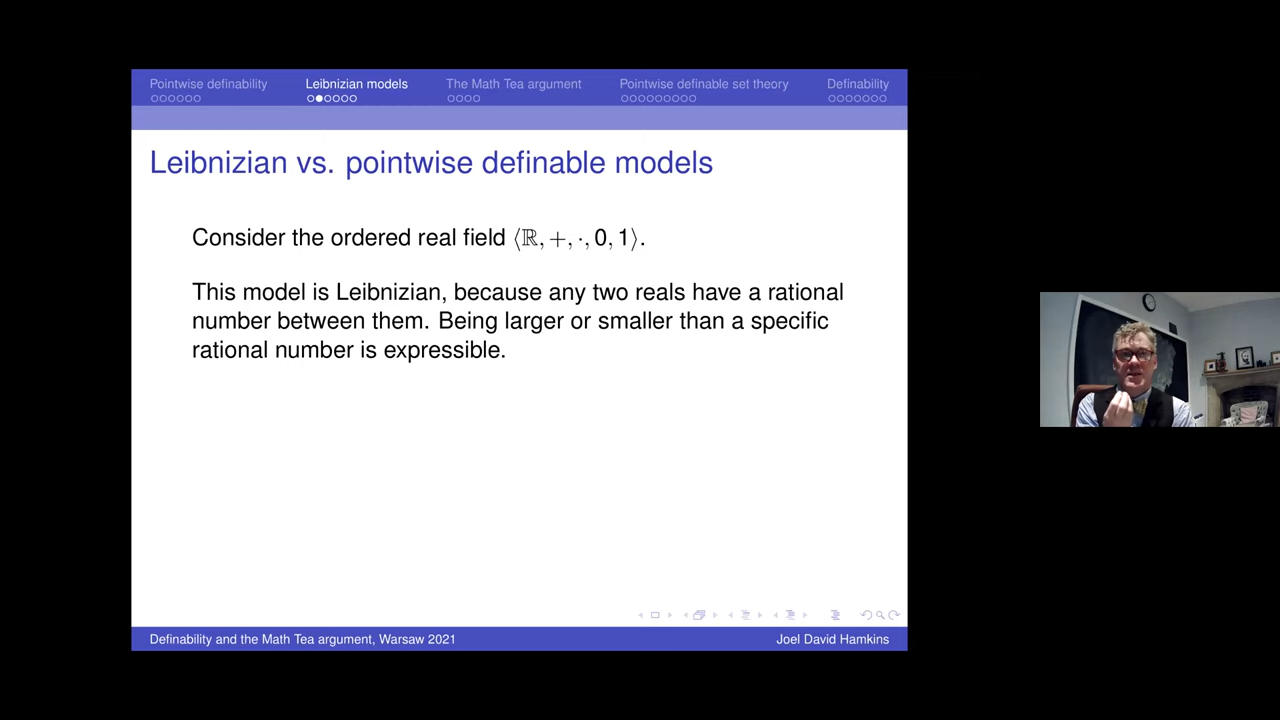 Pointwise definability Leibnizian models The Math Tea argument Pointwise definable set theory Definability
Leibnizian vs. pointwise definable models
Consider the ordered real field ⟨ℝ, +, ·, 0, 1⟩.
This model is Leibnizian, because any two reals have a rational
number between them. Being larger or smaller than a specific
rational number is expressible.
Definability and the Math Tea argument, Warsaw 2021 Joel David Hamkins